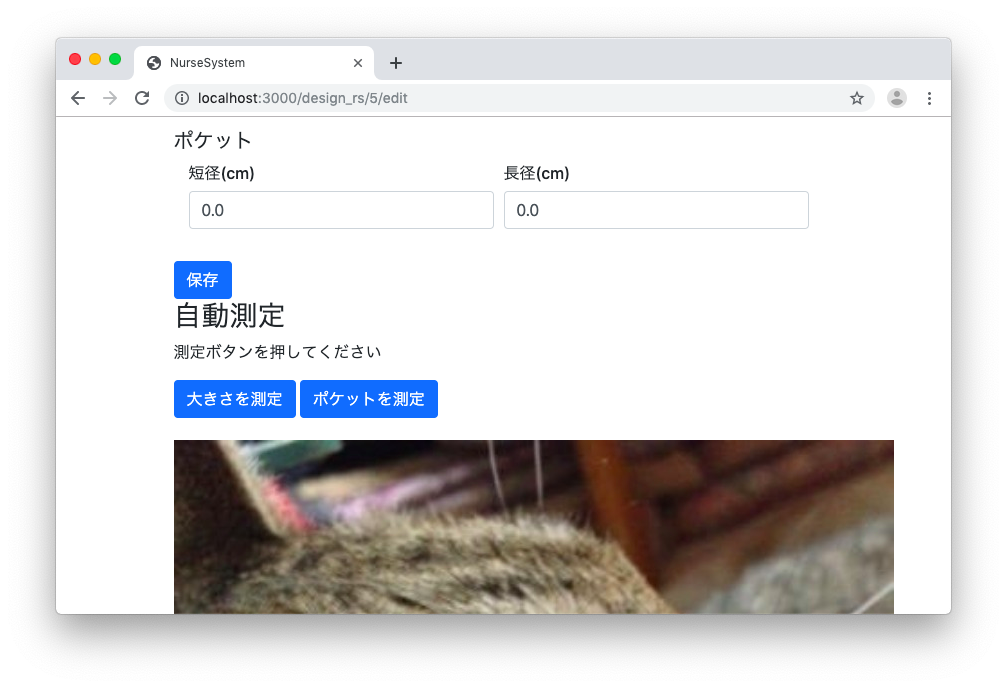 NurseSystem
localhost:3000/design_rs/5/edit
ポケット
短径(cm) 長径(cm)
0.0 0.0
保存
自動測定
測定ボタンを押してください
大きさを測定 ポケットを測定